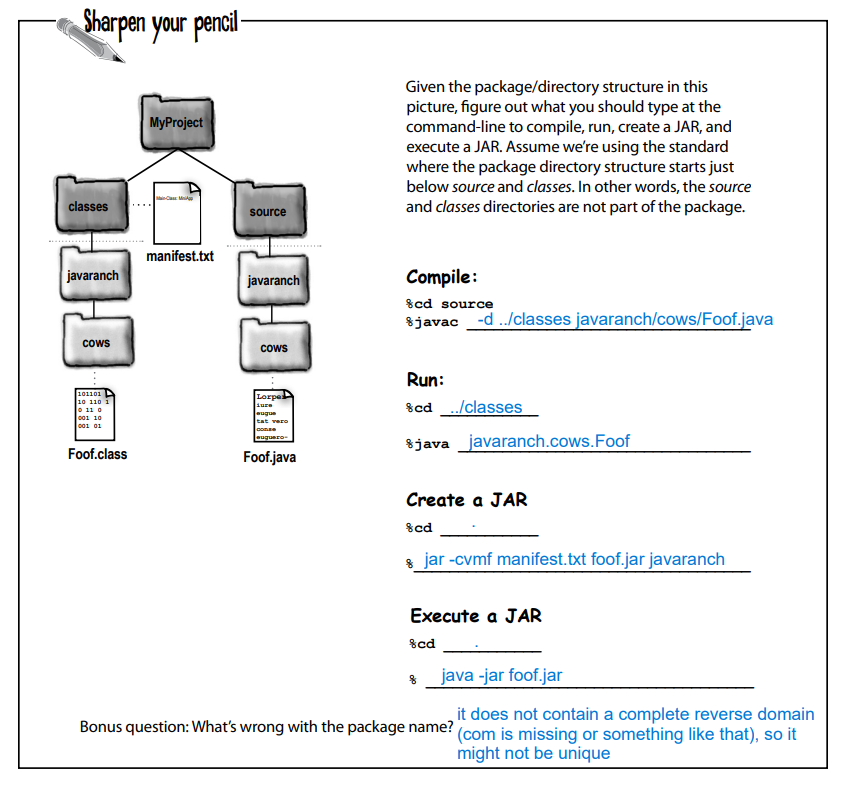 Sharpen your pencil
Given the package/directory structure in this
picture, figure out what you should type at the
command-line to compile, run, create a JAR, and
execute a JAR. Assume we’re using the standard
where the package directory structure starts just
below source and classes. In other words, the source
and classes directories are not part of the package.
MyProject
classes
Main-Class: MiniApp
source
manifest.txt
javaranch
javaranch
cows
cows
101101
10 110 1
0 11 0
001 10
001 01
Lorper
iure
eugue
tat vero
conse
euguero-
Foof.class
Foof.java
Compile:
%cd source
%javac -d ../classes javaranch/cows/Foof.java
Run:
%cd ../classes
%java javaranch.cows.Foof
Create a JAR
%cd .
% jar -cvmf manifest.txt foof.jar javaranch
Execute a JAR
%cd .
% java -jar foof.jar
Bonus question: What’s wrong with the package name?
it does not contain a complete reverse domain
(com is missing or something like that), so it
might not be unique